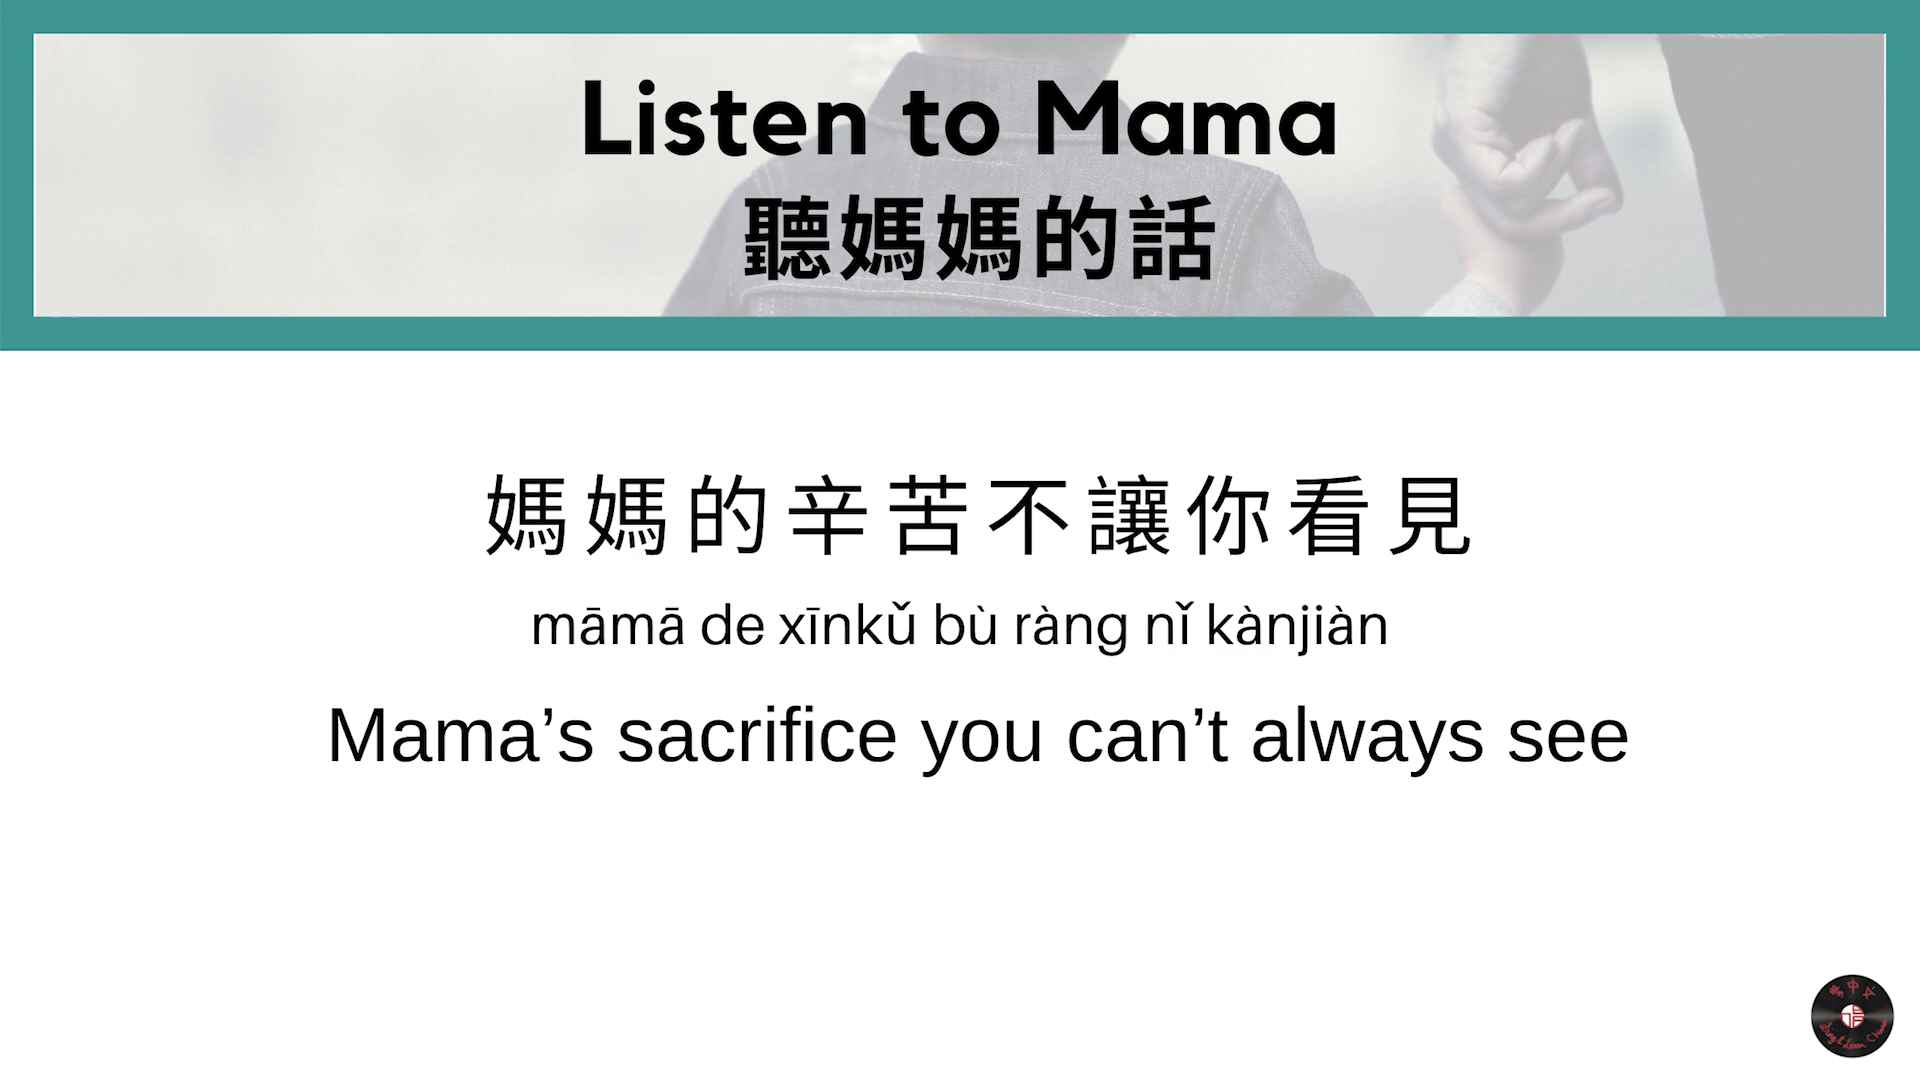 Listen to Mama
聽媽媽的話
媽媽的辛苦不讓你看見
māmā de xīnkǔ bù ràng nǐ kànjiàn
Mama’s sacrifice you can’t always see